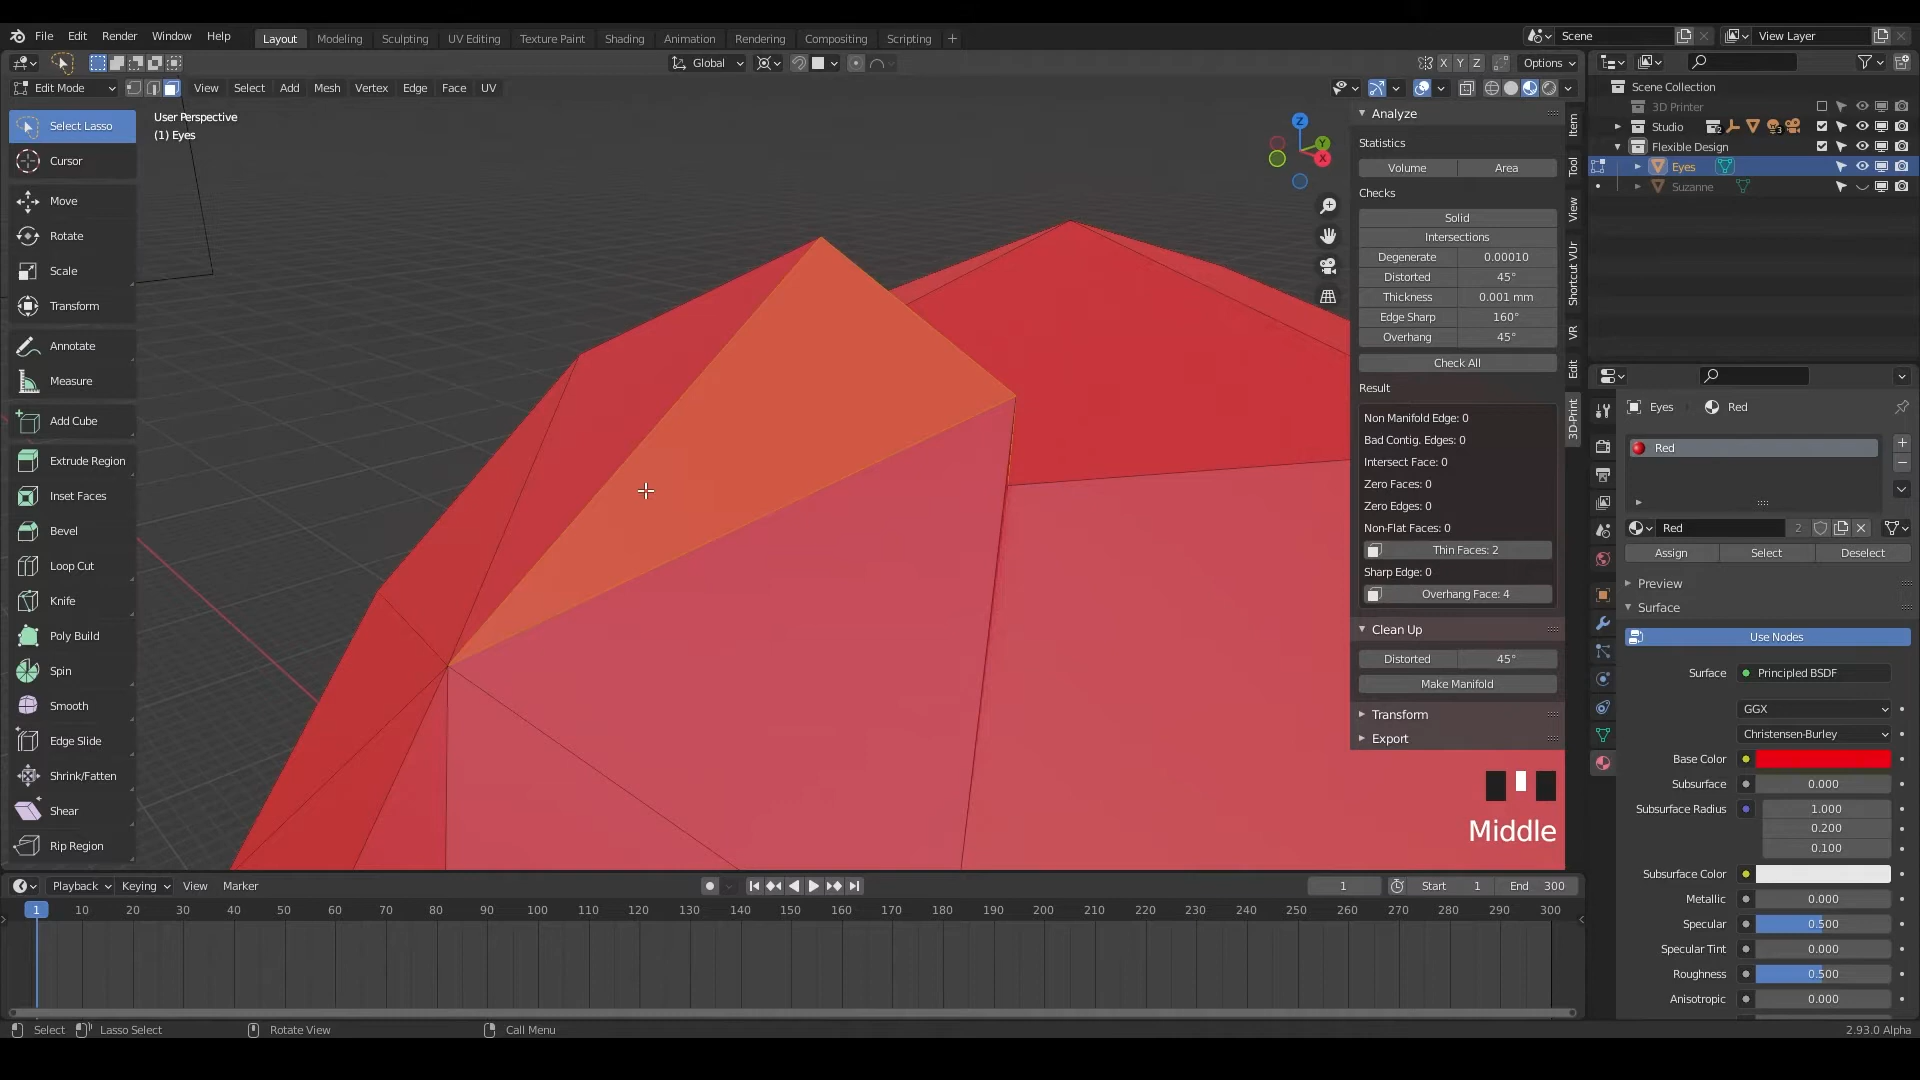 File Edit Render Window Help Layout Modeling Sculpting UV Editing Texture Paint Shading Animation Rendering Compositing Scripting Scene View Layer
Global X Y Z Options
Edit Mode View Select Add Mesh Vertex Edge Face UV
User Perspective
(1) Eyes
Select Lasso
Cursor
Move
Rotate
Scale
Transform
Annotate
Measure
Add Cube
Extrude Region
Inset Faces
Bevel
Loop Cut
Knife
Poly Build
Spin
Smooth
Edge Slide
Shrink/Fatten
Shear
Rip Region
Z
Y
X
Analyze
Statistics
Volume Area
Checks
Solid
Intersections
Degenerate 0.00010
Distorted 45°
Thickness 0.001 mm
Edge Sharp 160°
Overhang 45°
Check All
Result
Non Manifold Edge: 0
Bad Contig. Edges: 0
Intersect Face: 0
Zero Faces: 0
Zero Edges: 0
Non-Flat Faces: 0
Thin Faces: 2
Sharp Edge: 0
Overhang Face: 4
Clean Up
Distorted 45°
Make Manifold
Transform
Export
Item
Tool
View
Shortcut VUr
VR
Edit
3D-Print
Middle
Scene Collection
3D Printer
Studio 2 3
Flexible Design
Eyes
Suzanne
Eyes Red
Red
Red 2
Assign Select Deselect
Preview
Surface
Use Nodes
Surface Principled BSDF
GGX
Christensen-Burley
Base Color
Subsurface 0.000
Subsurface Radius 1.000
0.200
0.100
Subsurface Color
Metallic 0.000
Specular 0.500
Specular Tint 0.000
Roughness 0.500
Anisotropic 0.000
Playback Keying View Marker 1 Start 1 End 300
1 10 20 30 40 50 60 70 80 90 100 110 120 130 140 150 160 170 180 190 200 210 220 230 240 250 260 270 280 290 300
Select Lasso Select Rotate View Call Menu 2.93.0 Alpha